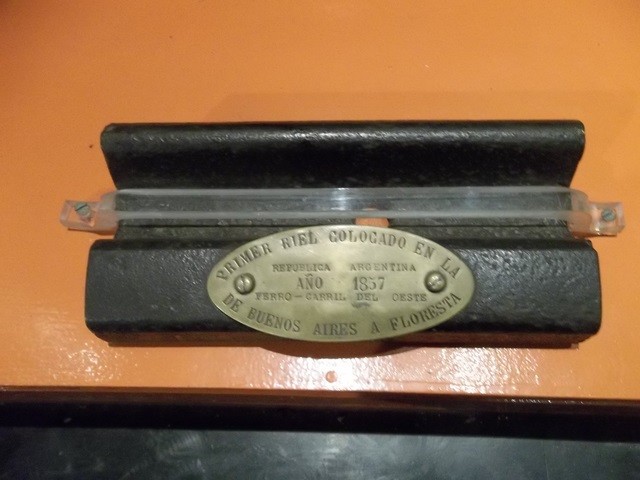 PRIMER RIEL COLOCADO EN LA
REPUBLICA ARGENTINA
AÑO 1857
FERRO-CARRIL DEL OESTE
DE BUENOS AIRES A FLORESTA